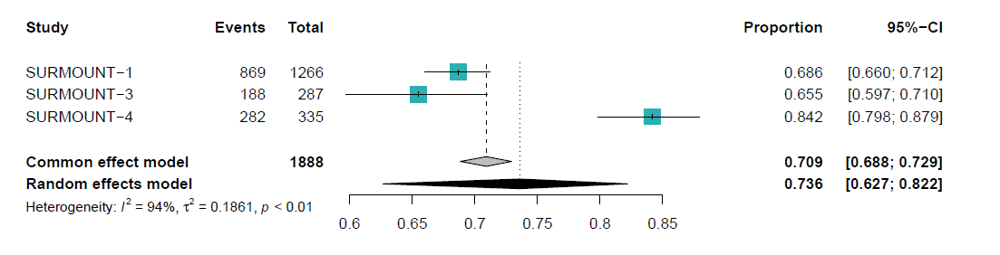 Study Events Total Proportion 95%−CI
SURMOUNT−1 869 1266 0.686 [0.660; 0.712]
SURMOUNT−3 188 287 0.655 [0.597; 0.710]
SURMOUNT−4 282 335 0.842 [0.798; 0.879]
Common effect model 1888 0.709 [0.688; 0.729]
Random effects model 0.736 [0.627; 0.822]
Heterogeneity: I² = 94%, τ² = 0.1861, p < 0.01
0.6 0.65 0.7 0.75 0.8 0.85